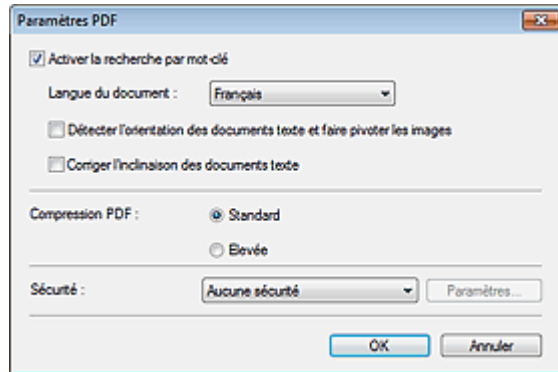 Paramètres PDF
Activer la recherche par mot-clé
Langue du document : Français
Détecter l'orientation des documents texte et faire pivoter les images
Corriger l'inclinaison des documents texte
Compression PDF : Standard
Elevée
Sécurité : Aucune sécurité Paramètres...
OK Annuler